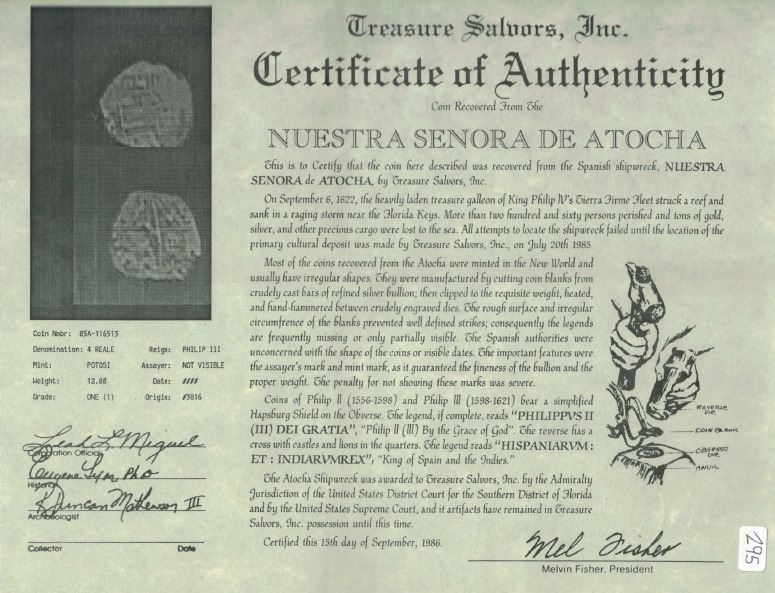 Treasure Salvors, Inc.
Certificate of Authenticity
Coin Recovered From The
NUESTRA SENORA DE ATOCHA
This is to Certify that the coin here described was recovered from the Spanish shipwreck, NUESTRA
SENORA de ATOCHA, by Treasure Salvors, Inc.
On September 6, 1622, the heavily laden treasure galleon of King Philip IV's Tierra Firme Fleet struck a reef and
sank in a raging storm near the Florida Keys. More than two hundred and sixty persons perished and tons of gold,
silver, and other precious cargo were lost to the sea. All attempts to locate the shipwreck failed until the location of the
primary cultural deposit was made by Treasure Salvors, Inc., on July 20th 1985.
Most of the coins recovered from the Atocha were minted in the New World and
usually have irregular shapes. They were manufactured by cutting coin blanks from
crudely cast bars of refined silver bullion; then clipped to the requisite weight, heated,
and hand-hammered between crudely engraved dies. The rough surface and irregular
circumfrence of the blanks prevented well defined strikes; consequently the legends
are frequently missing or only partially visible. The Spanish authorities were
unconcerned with the shape of the coins or visible dates. The important features were
the assayer's mark and mint mark, as it guaranteed the fineness of the bullion and the
proper weight. The penalty for not showing these marks was severe.
Coins of Philip II (1556-1598) and Philip III (1598-1621) bear a simplified
Hapsburg Shield on the Obverse. The legend, if complete, reads "PHILIPPVS II
(III) DEI GRATIA", "Philip II (III) By the Grace of God". The reverse has a
cross with castles and lions in the quarters. The legend reads "HISPANIARVM :
ET : INDIARVMREX", "King of Spain and the Indies."
The Atocha Shipwreck was awarded to Treasure Salvors, Inc. by the Admiralty
Jurisdiction of the United States District Court for the Southern District of Florida
and by the United States Supreme Court, and it artifacts have remained in Treasure
Salvors, Inc. possession until this time.
Certified this 15th day of September, 1986.
Mel Fisher
Melvin Fisher, President
REVERSE
DIE
COIN BLANK
OBVERSE
DIE
ANVIL
295
Coin Nmbr: 85A-116513
Denomination: 4 REALE Reign: PHILIP III
Mint: POTOSI Assayer: NOT VISIBLE
Weight: 12.80 Date: ####
Grade: ONE (1) Origin: #3816
Leah L. Miguel
Corporation Official
Eugene Lyon PhD
Historian
R Duncan Mathewson III
Archaeologist
Collector Date